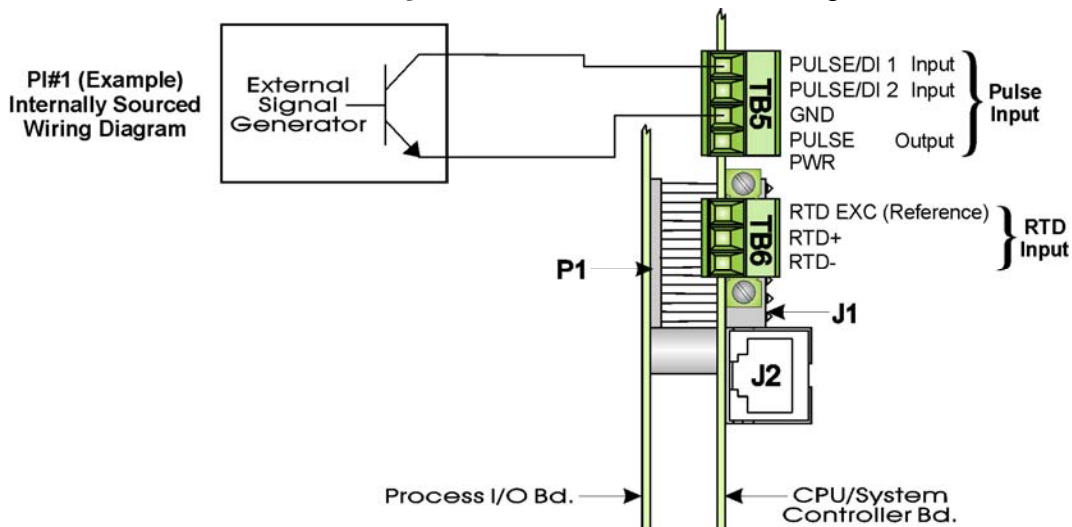 PI#1 (Example)
Internally Sourced
Wiring Diagram
External
Signal
Generator
TB5
PULSE/DI 1 Input
PULSE/DI 2 Input
GND
PULSE Output
PWR
Pulse
Input
TB6
RTD EXC (Reference)
RTD+
RTD-
RTD
Input
P1
J1
J2
Process I/O Bd.
CPU/System
Controller Bd.